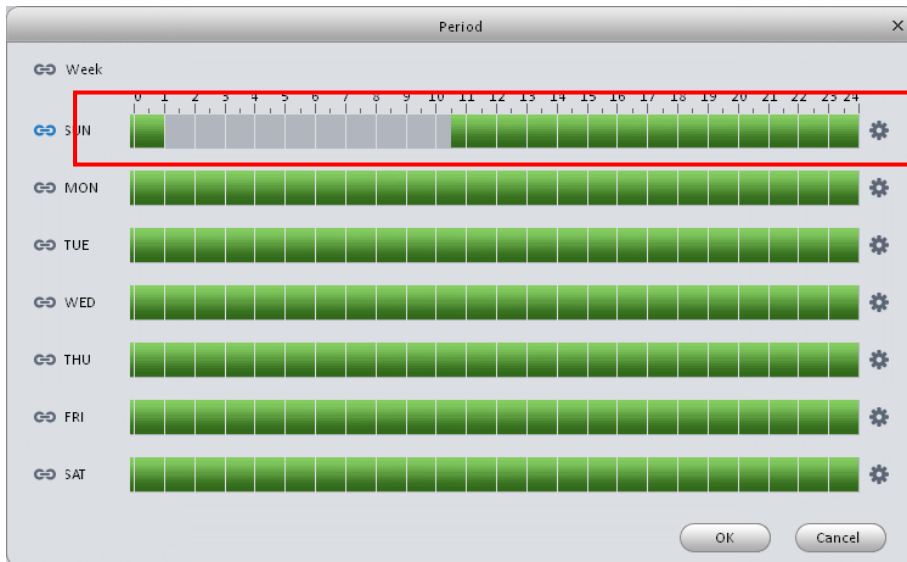 Period
Week
0 1 2 3 4 5 6 7 8 9 10 11 12 13 14 15 16 17 18 19 20 21 22 23 24
SUN
MON
TUE
WED
THU
FRI
SAT
OK Cancel